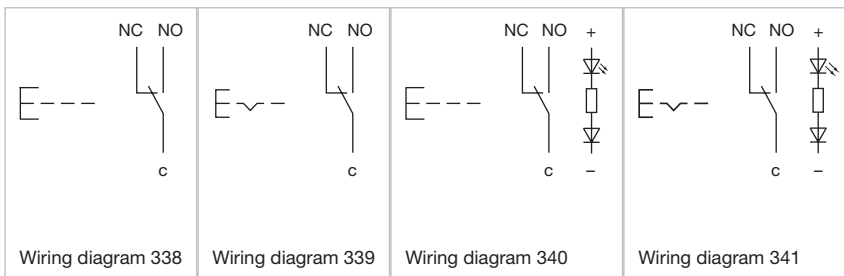 NC NO
c
Wiring diagram 338
NC NO
c
Wiring diagram 339
NC NO +
c –
Wiring diagram 340
NC NO +
c –
Wiring diagram 341